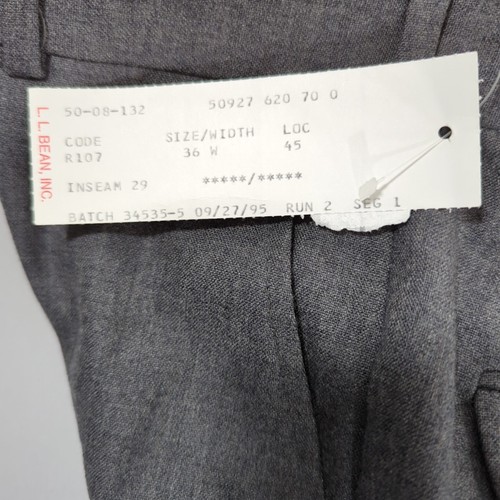 L. L. BEAN, INC.
50-08-132 50927 620 70 0
CODE SIZE/WIDTH LOC
R107 36 W 45
INSEAM 29 *****/*****
BATCH 34535-5 09/27/95 RUN 2 SEG 1